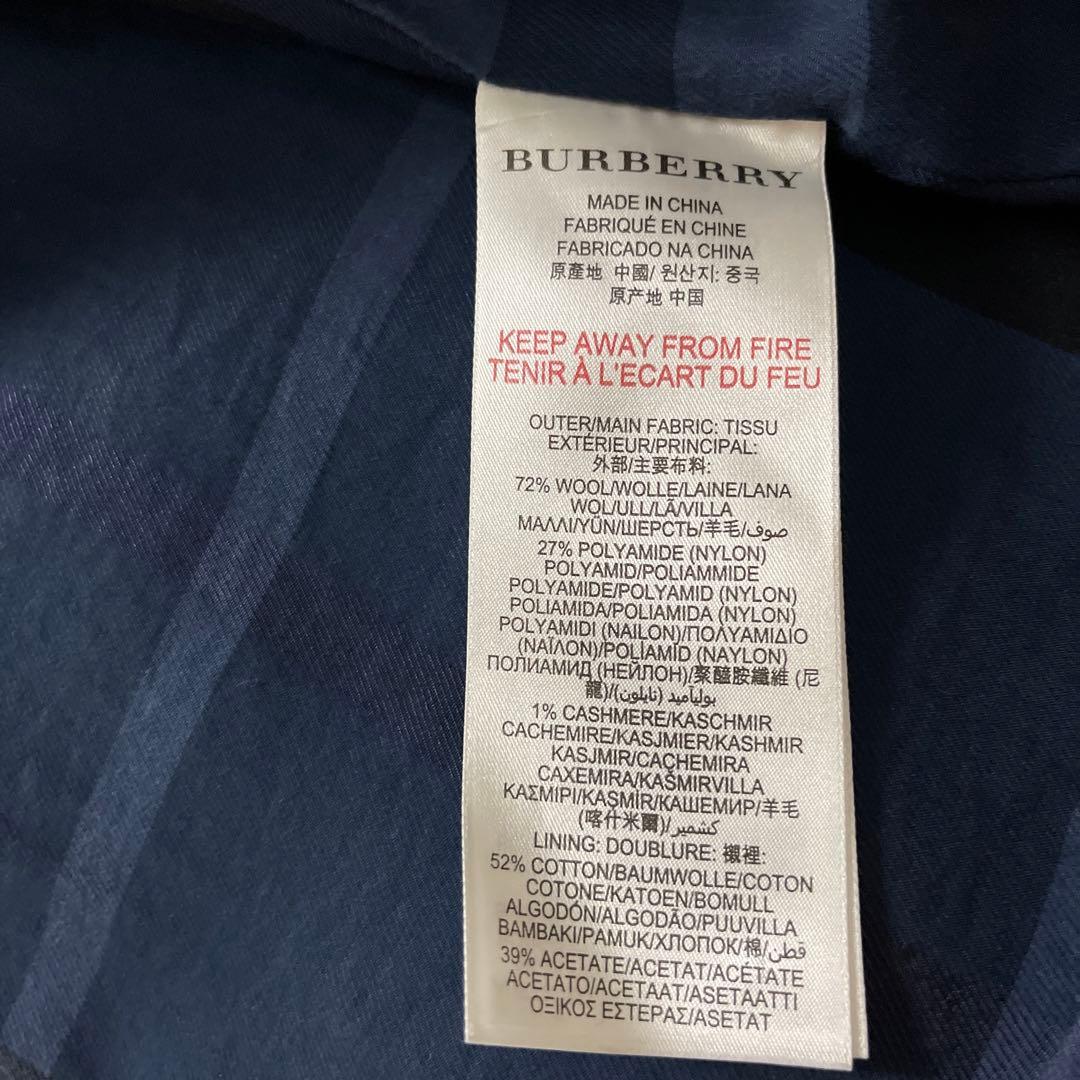 BURBERRY
MADE IN CHINA
FABRIQUÉ EN CHINE
FABRICADO NA CHINA
原產地 中國/ 원산지: 중국
原产地 中国
KEEP AWAY FROM FIRE
TENIR À L'ECART DU FEU
OUTER/MAIN FABRIC: TISSU
EXTÉRIEUR/PRINCIPAL:
外部/主要布料:
72% WOOL/WOLLE/LAINE/LANA
WOL/ULL/LÃ/VILLA
ΜΑΛΛΙ/YÜN/ШЕРСТЬ/羊毛/صوف
27% POLYAMIDE (NYLON)
POLYAMID/POLIAMMIDE
POLYAMIDE/POLYAMID (NYLON)
POLIAMIDA/POLIAMIDA (NYLON)
POLYAMIDI (NAILON)/ΠΟΛΥΑΜΙΔΙΟ
(ΝΑΪΛΟΝ)/POLİAMİD (NAYLON)
ПОЛИАМИД (НЕЙЛОН)/聚醯胺纖維 (尼
龍)/بولياميد (نايلون)
1% CASHMERE/KASCHMIR
CACHEMIRE/KASJMIER/KASHMIR
KASJMIR/CACHEMIRA
CAXEMIRA/KAŠMIRVILLA
ΚΑΣΜΙΡΙ/KAŞMİR/КАШЕМИР/羊毛
(喀什米爾)/كشمير
LINING: DOUBLURE: 襯裡:
52% COTTON/BAUMWOLLE/COTON
COTONE/KATOEN/BOMULL
ALGODÓN/ALGODÃO/PUUVILLA
ΒΑΜΒΑΚΙ/PAMUK/ХЛОПОК/棉/قطن
39% ACETATE/ACETAT/ACÉTATE
ACETATO/ACETAAT/ASETAATTI
ΟΞΙΚΟΣ ΕΣΤΕΡΑΣ/ASETAT